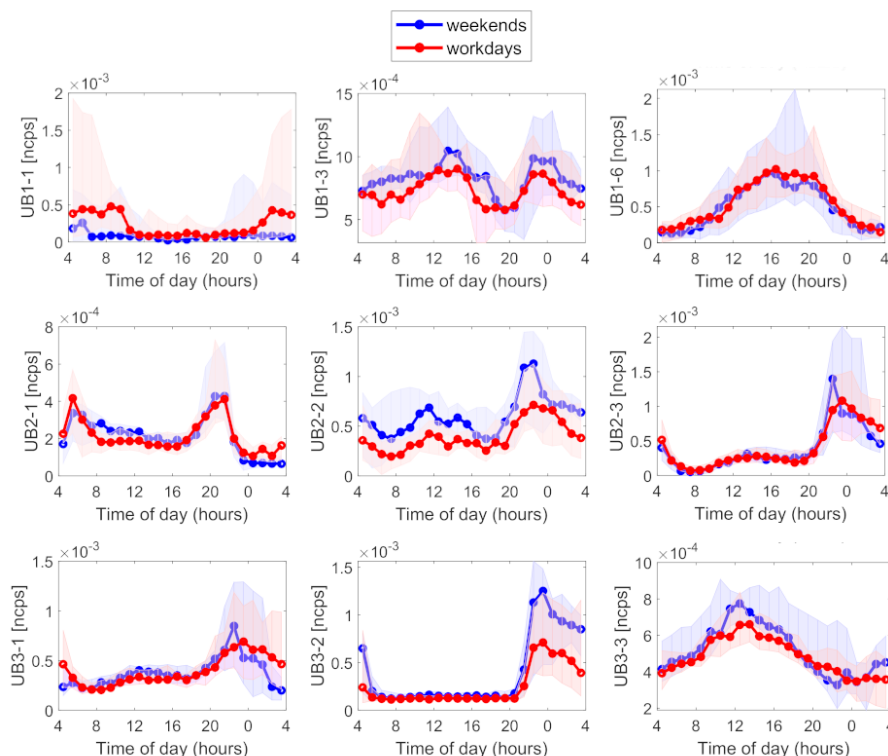 weekends
workdays
×10⁻³
UB1-1 [ncps]
2
1.5
1
0.5
0
4 8 12 16 20 0 4
Time of day (hours)
×10⁻⁴
UB1-3 [ncps]
15
10
5
4 8 12 16 20 0 4
Time of day (hours)
×10⁻³
UB1-6 [ncps]
2
1.5
1
0.5
0
4 8 12 16 20 0 4
Time of day (hours)
×10⁻⁴
UB2-1 [ncps]
8
6
4
2
0
4 8 12 16 20 0 4
Time of day (hours)
×10⁻³
UB2-2 [ncps]
1.5
1
0.5
0
4 8 12 16 20 0 4
Time of day (hours)
×10⁻³
UB2-3 [ncps]
2
1.5
1
0.5
0
4 8 12 16 20 0 4
Time of day (hours)
×10⁻³
UB3-1 [ncps]
1.5
1
0.5
0
4 8 12 16 20 0 4
Time of day (hours)
×10⁻³
UB3-2 [ncps]
1.5
1
0.5
0
4 8 12 16 20 0 4
Time of day (hours)
×10⁻⁴
UB3-3 [ncps]
10
8
6
4
2
4 8 12 16 20 0 4
Time of day (hours)